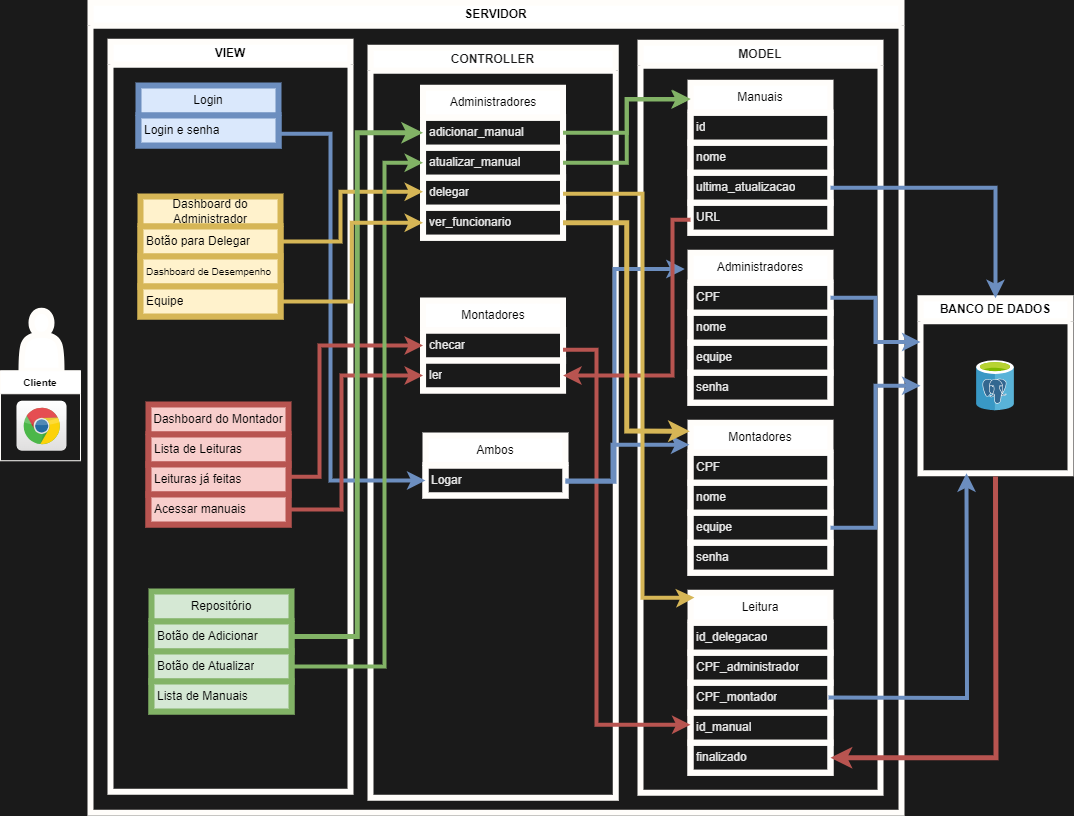 SERVIDOR
VIEW
Login
Login e senha
Dashboard do
Administrador
Botão para Delegar
Dashboard de Desempenho
Equipe
Dashboard do Montador
Lista de Leituras
Leituras já feitas
Acessar manuais
Repositório
Botão de Adicionar
Botão de Atualizar
Lista de Manuais
CONTROLLER
Administradores
adicionar_manual
atualizar_manual
delegar
ver_funcionario
Montadores
checar
ler
Ambos
Logar
MODEL
Manuais
id
nome
ultima_atualizacao
URL
Administradores
CPF
nome
equipe
senha
Montadores
CPF
nome
equipe
senha
Leitura
id_delegacao
CPF_administrador
CPF_montador
id_manual
finalizado
BANCO DE DADOS
Cliente